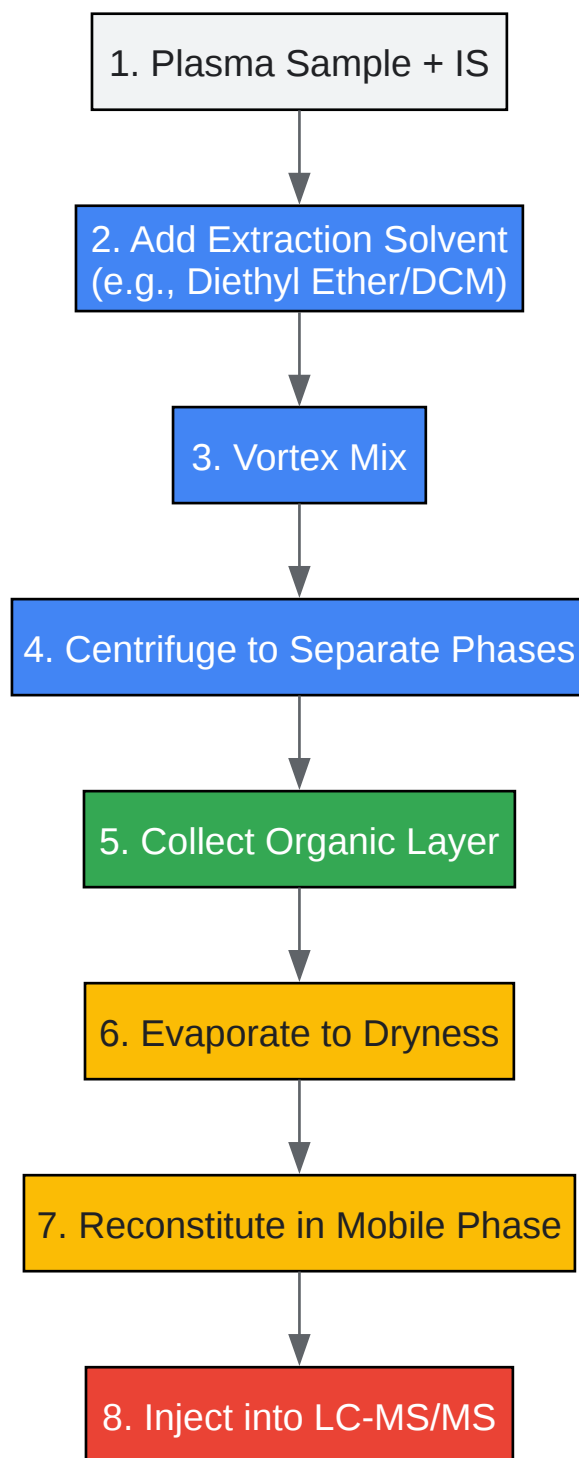 1. Plasma Sample + IS
2. Add Extraction Solvent
(e.g., Diethyl Ether/DCM)
3. Vortex Mix
4. Centrifuge to Separate Phases
5. Collect Organic Layer
6. Evaporate to Dryness
7. Reconstitute in Mobile Phase
8. Inject into LC-MS/MS